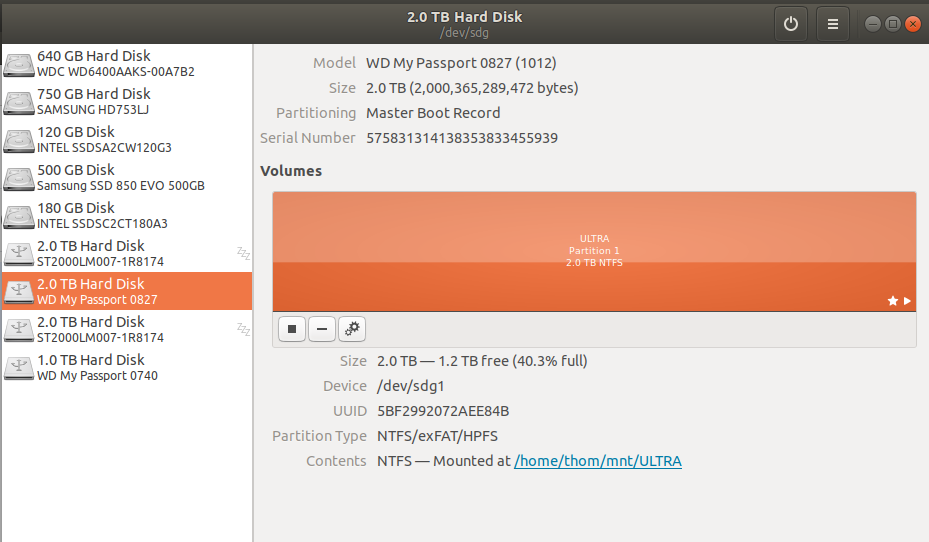 2.0 TB Hard Disk
/dev/sdg
640 GB Hard Disk
WDC WD6400AAKS-00A7B2
750 GB Hard Disk
SAMSUNG HD753LJ
120 GB Disk
INTEL SSDSA2CW120G3
500 GB Disk
Samsung SSD 850 EVO 500GB
180 GB Disk
INTEL SSDSC2CT180A3
2.0 TB Hard Disk
ST2000LM007-1R8174
zzz
2.0 TB Hard Disk
WD My Passport 0827
2.0 TB Hard Disk
ST2000LM007-1R8174
zzz
1.0 TB Hard Disk
WD My Passport 0740
Model WD My Passport 0827 (1012)
Size 2.0 TB (2,000,365,289,472 bytes)
Partitioning Master Boot Record
Serial Number 575831314138353833455939
Volumes
ULTRA
Partition 1
2.0 TB NTFS
Size 2.0 TB — 1.2 TB free (40.3% full)
Device /dev/sdg1
UUID 5BF2992072AEE84B
Partition Type NTFS/exFAT/HPFS
Contents NTFS — Mounted at /home/thom/mnt/ULTRA